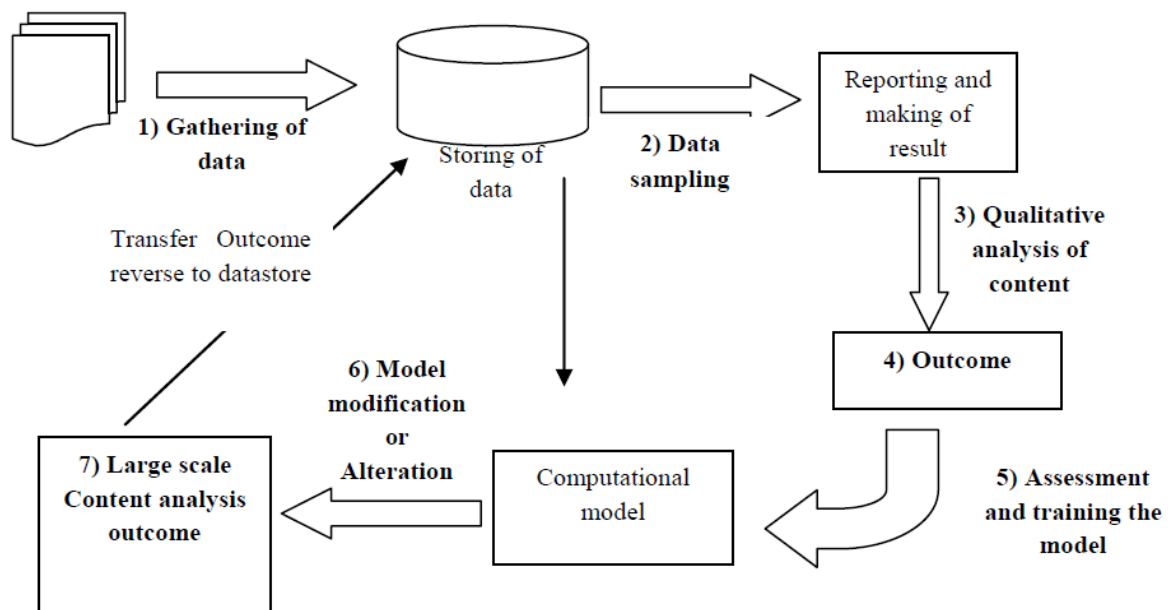 1) Gathering of
data
Storing of
data
2) Data
sampling
Reporting and
making of
result
3) Qualitative
analysis of
content
4) Outcome
5) Assessment
and training the
model
Computational
model
6) Model
modification
or
Alteration
7) Large scale
Content analysis
outcome
Transfer Outcome
reverse to datastore